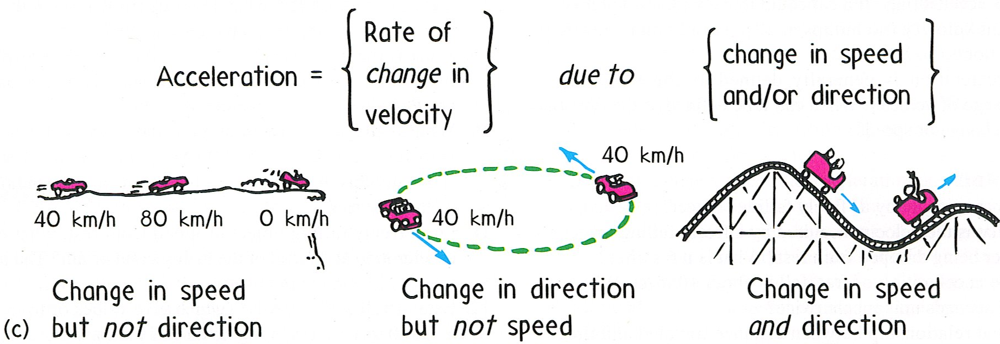 Acceleration = { Rate of change in velocity } due to { change in speed and/or direction }
40 km/h 80 km/h 0 km/h
40 km/h
40 km/h
Change in speed
but not direction
Change in direction
but not speed
Change in speed
and direction
(c)